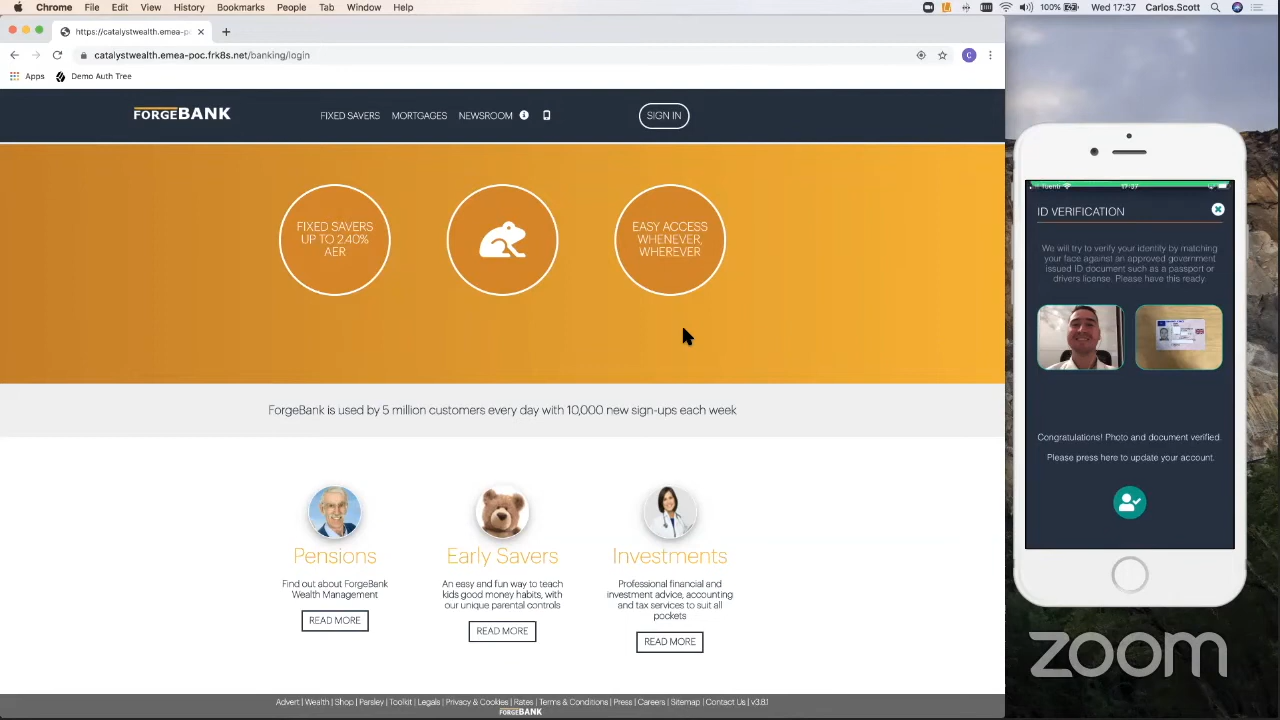 Chrome File Edit View History Bookmarks People Tab Window Help
100% Wed 17:37 Carlos.Scott
https://catalystwealth.emea-po
catalystwealth.emea-poc.frk8s.net/banking/login
C
Apps Demo Auth Tree
FORGEBANK
FIXED SAVERS MORTGAGES NEWSROOM
SIGN IN
FIXED SAVERS
UP TO 2.40%
AER
EASY ACCESS
WHENEVER,
WHEREVER
ForgeBank is used by 5 million customers every day with 10,000 new sign-ups each week
Pensions
Find out about ForgeBank
Wealth Management
READ MORE
Early Savers
An easy and fun way to teach
kids good money habits, with
our unique parental controls
READ MORE
Investments
Professional financial and
investment advice, accounting
and tax services to suit all
pockets
READ MORE
Advert | Wealth | Shop | Parsley | Toolkit | Legals | Privacy & Cookies | Rates | Terms & Conditions | Press | Careers | Sitemap | Contact Us | v3.8.1
FORGEBANK
Tuenti 17:37
ID VERIFICATION
We will try to verify your identity by matching
your face against an approved government
issued ID document such as a passport or
drivers license. Please have this ready.
Congratulations! Photo and document verified.
Please press here to update your account.
zoom